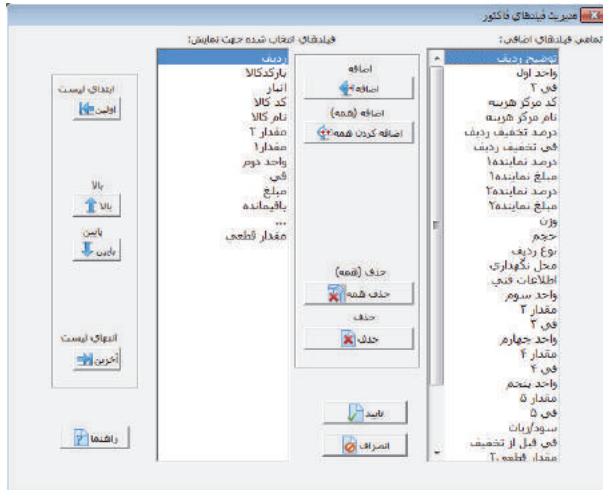 مدیریت فیلدهای فاکتور
تمامی فیلدهای اضافی:
توضیح ردیف
واحد اول
فی ۲
کد مرکز هزینه
نام مرکز هزینه
درصد تخفیف ردیف
فی تخفیف ردیف
درصد نماینده۱
مبلغ نماینده۱
درصد نماینده۲
مبلغ نماینده۲
وزن
حجم
نوع ردیف
محل نگهداری
اطلاعات فنی
واحد سوم
مقدار ۳
فی ۳
واحد چهارم
مقدار ۴
فی ۴
واحد پنجم
مقدار ۵
فی ۵
سود/زیان
فی قبل از تخفیف
مقدار قطعی۲
اضافه
اضافه
اضافه (همه)
اضافه کردن همه
حذف (همه)
حذف همه
حذف
حذف
تایید
انصراف
فیلدهای انتخاب شده جهت نمایش:
ردیف
بارکدکالا
انبار
کد کالا
نام کالا
مقدار ۲
مقدار۱
واحد دوم
فی
مبلغ
باقیمانده
...
مقدار قطعی
ابتدای لیست
اولین
بالا
بالا
پایین
پایین
انتهای لیست
آخرین
راهنما